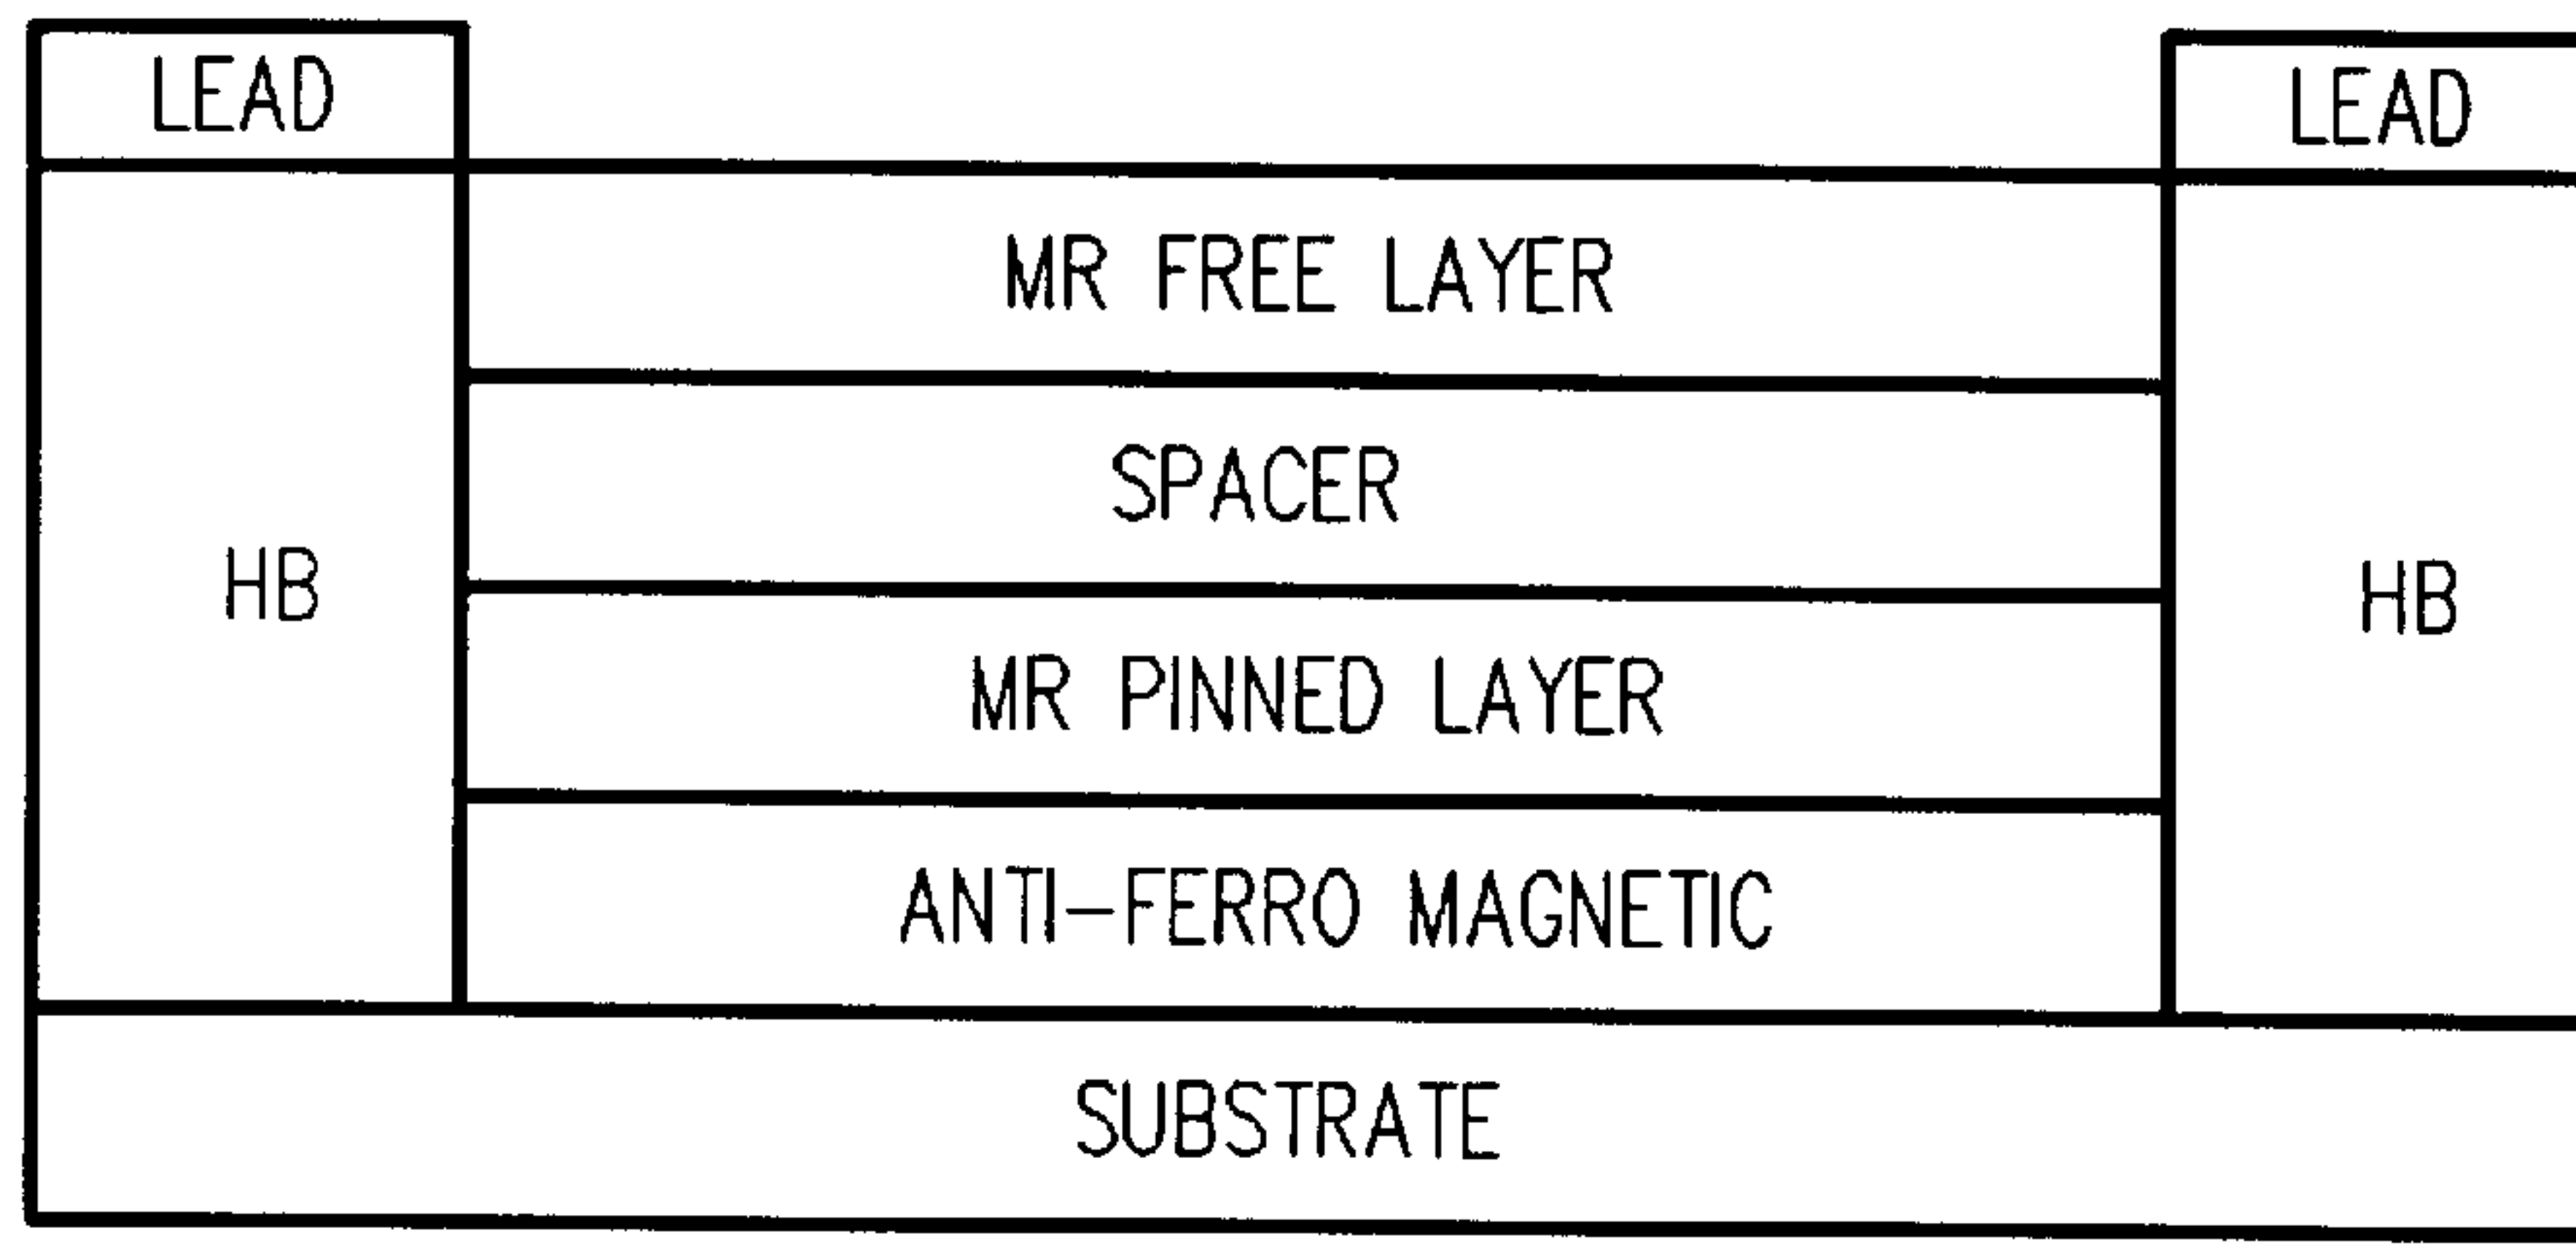 LEAD
LEAD
MR FREE LAYER
SPACER
HB
HB
MR PINNED LAYER
ANTI-FERRO MAGNETIC
SUBSTRATE